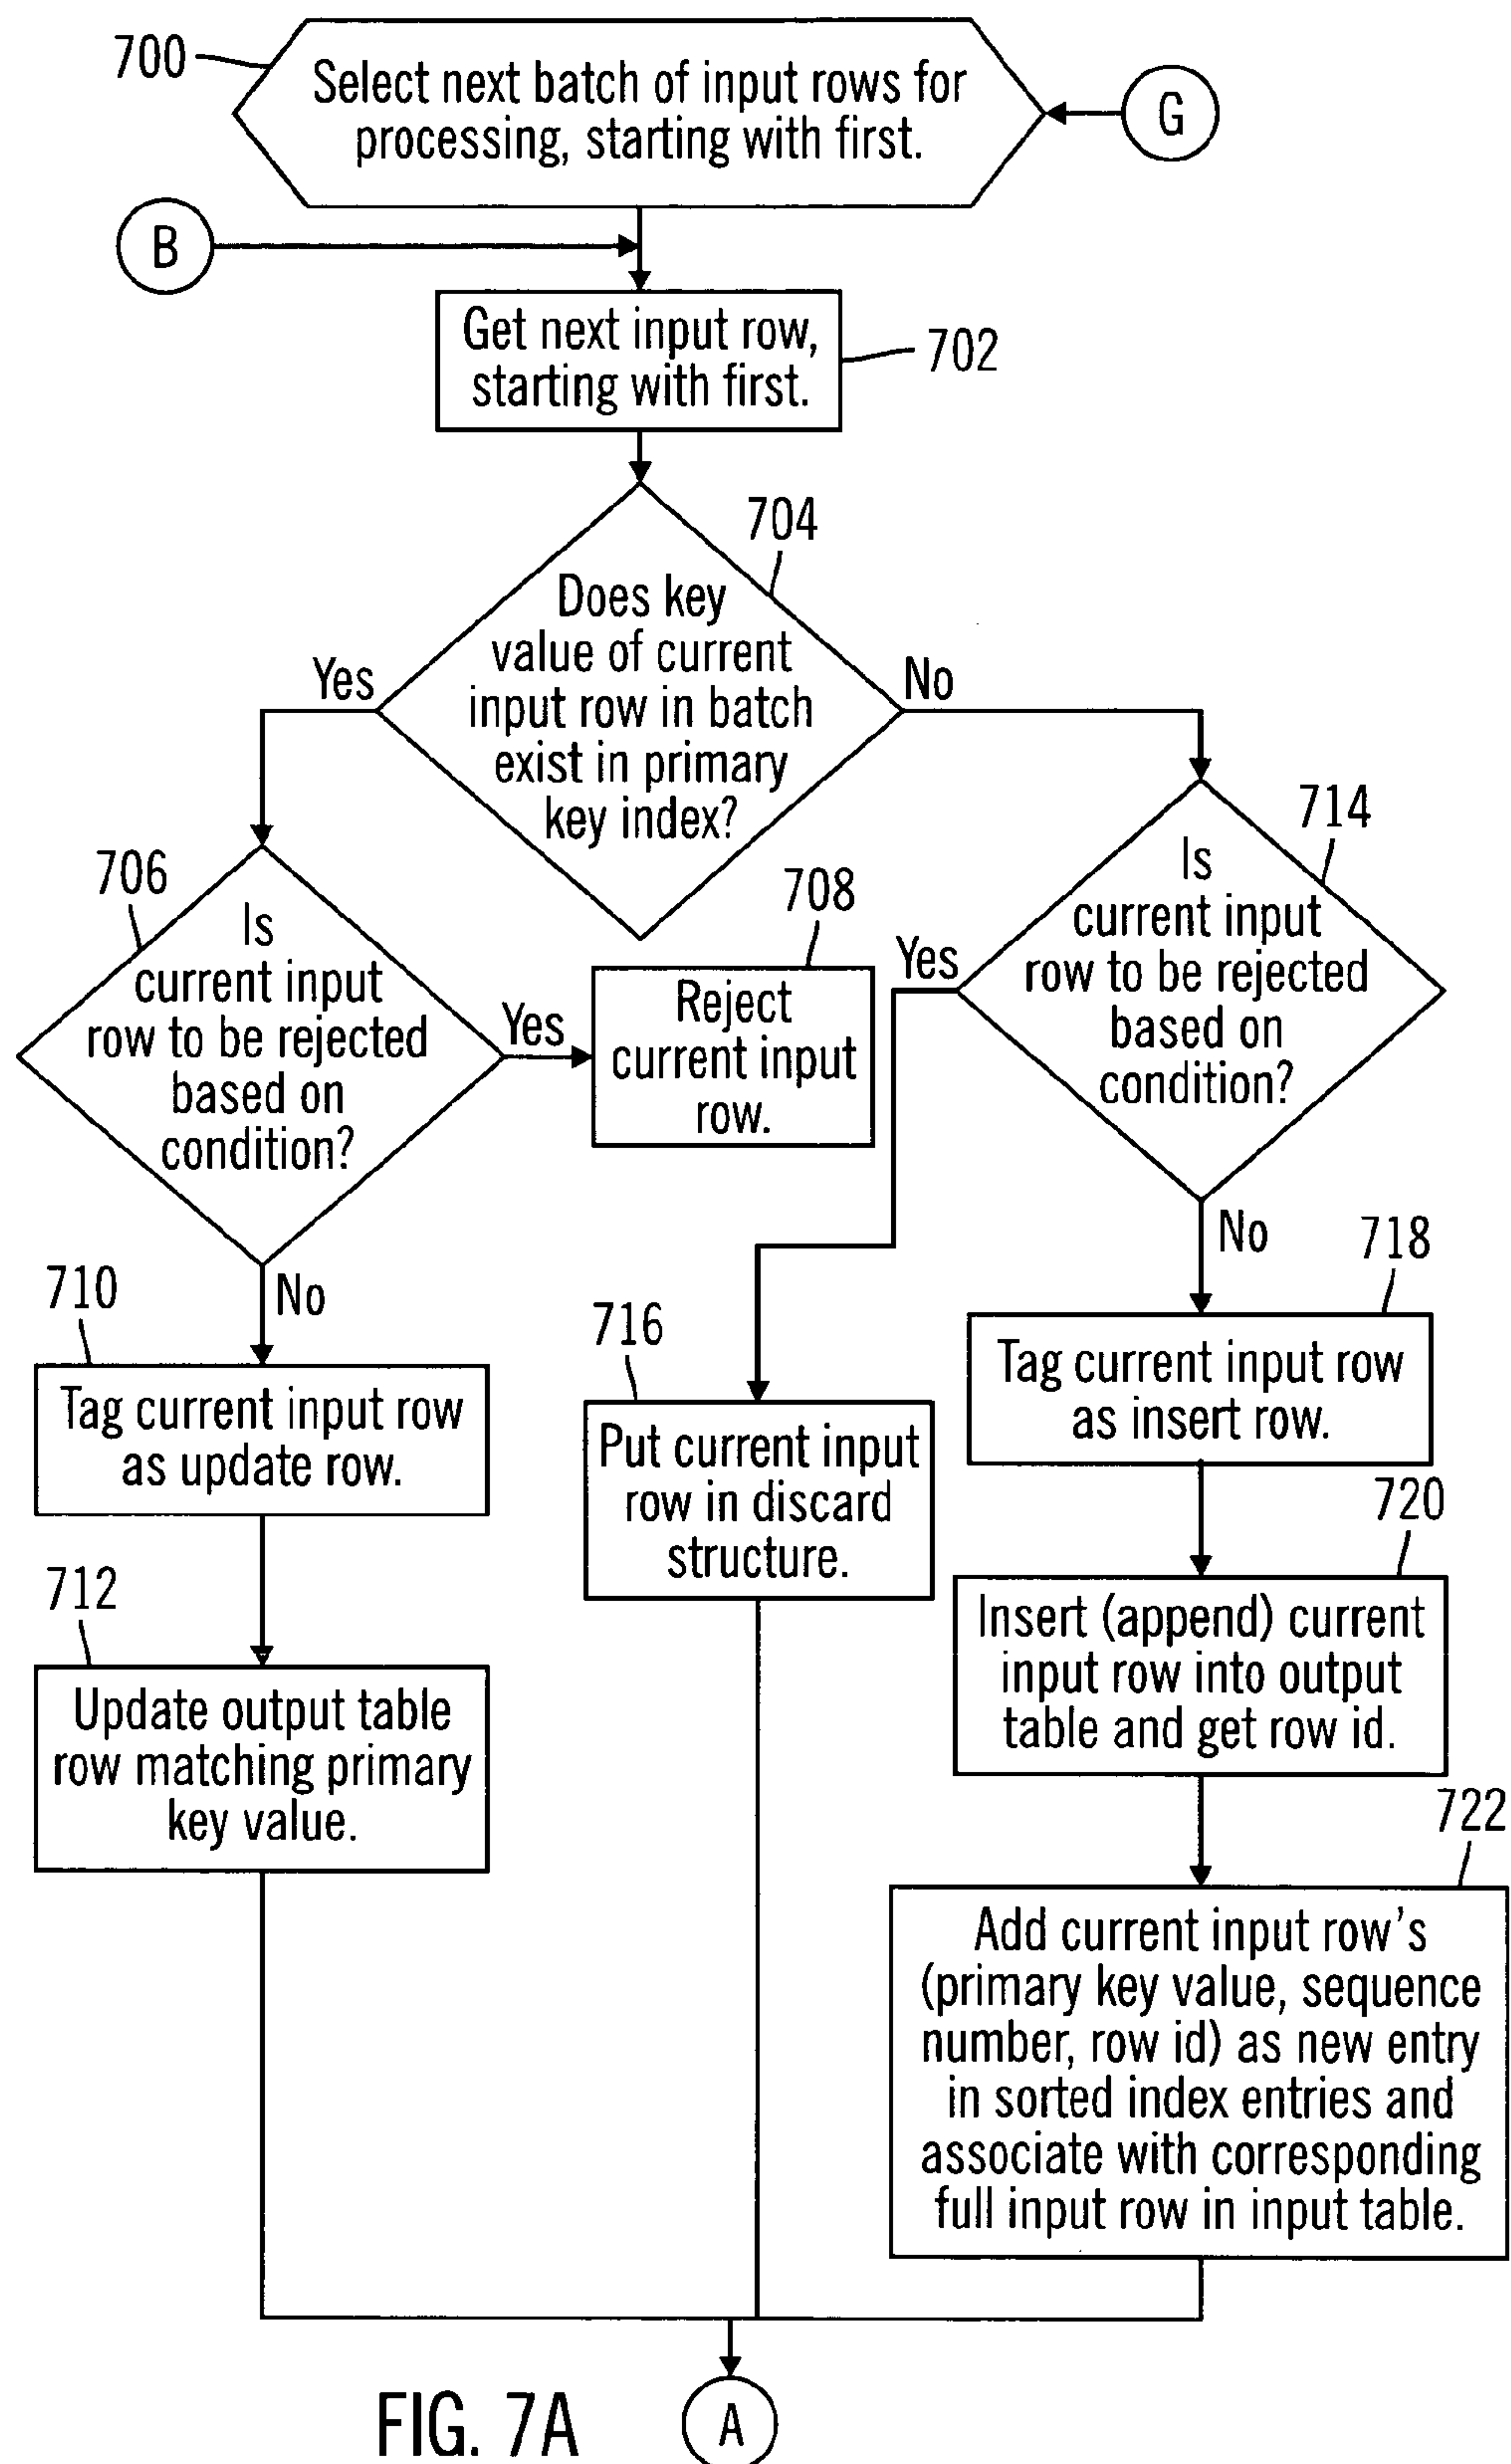 700
Select next batch of input rows for
processing, starting with first.
G
B
Get next input row,
starting with first.
702
704
Does key
value of current
input row in batch
exist in primary
key index?
Yes
No
706
Is
current input
row to be rejected
based on
condition?
Yes
No
708
Reject
current input
row.
714
Is
current input
row to be rejected
based on
condition?
Yes
No
710
Tag current input row
as update row.
712
Update output table
row matching primary
key value.
716
Put current input
row in discard
structure.
718
Tag current input row
as insert row.
720
Insert (append) current
input row into output
table and get row id.
722
Add current input row's
(primary key value, sequence
number, row id) as new entry
in sorted index entries and
associate with corresponding
full input row in input table.
FIG. 7A
A